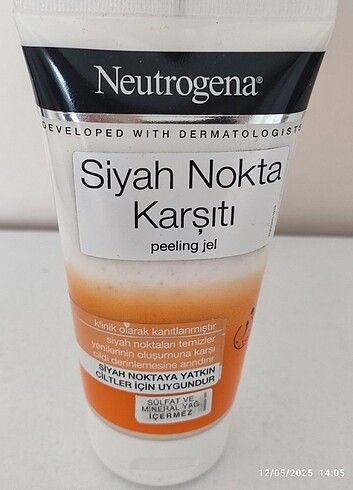 Neutrogena®
DEVELOPED WITH DERMATOLOGISTS
Siyah Nokta
Karşıtı
peeling jel
klinik olarak kanıtlanmıştır
siyah noktaları temizler
yenilerinin oluşumuna karşı
cildi derinlemesine arındırır
SİYAH NOKTAYA YATKIN
CİLTLER İÇİN UYGUNDUR
SÜLFAT VE
MİNERAL YAĞ
İÇERMEZ
12/05/2025 14:05